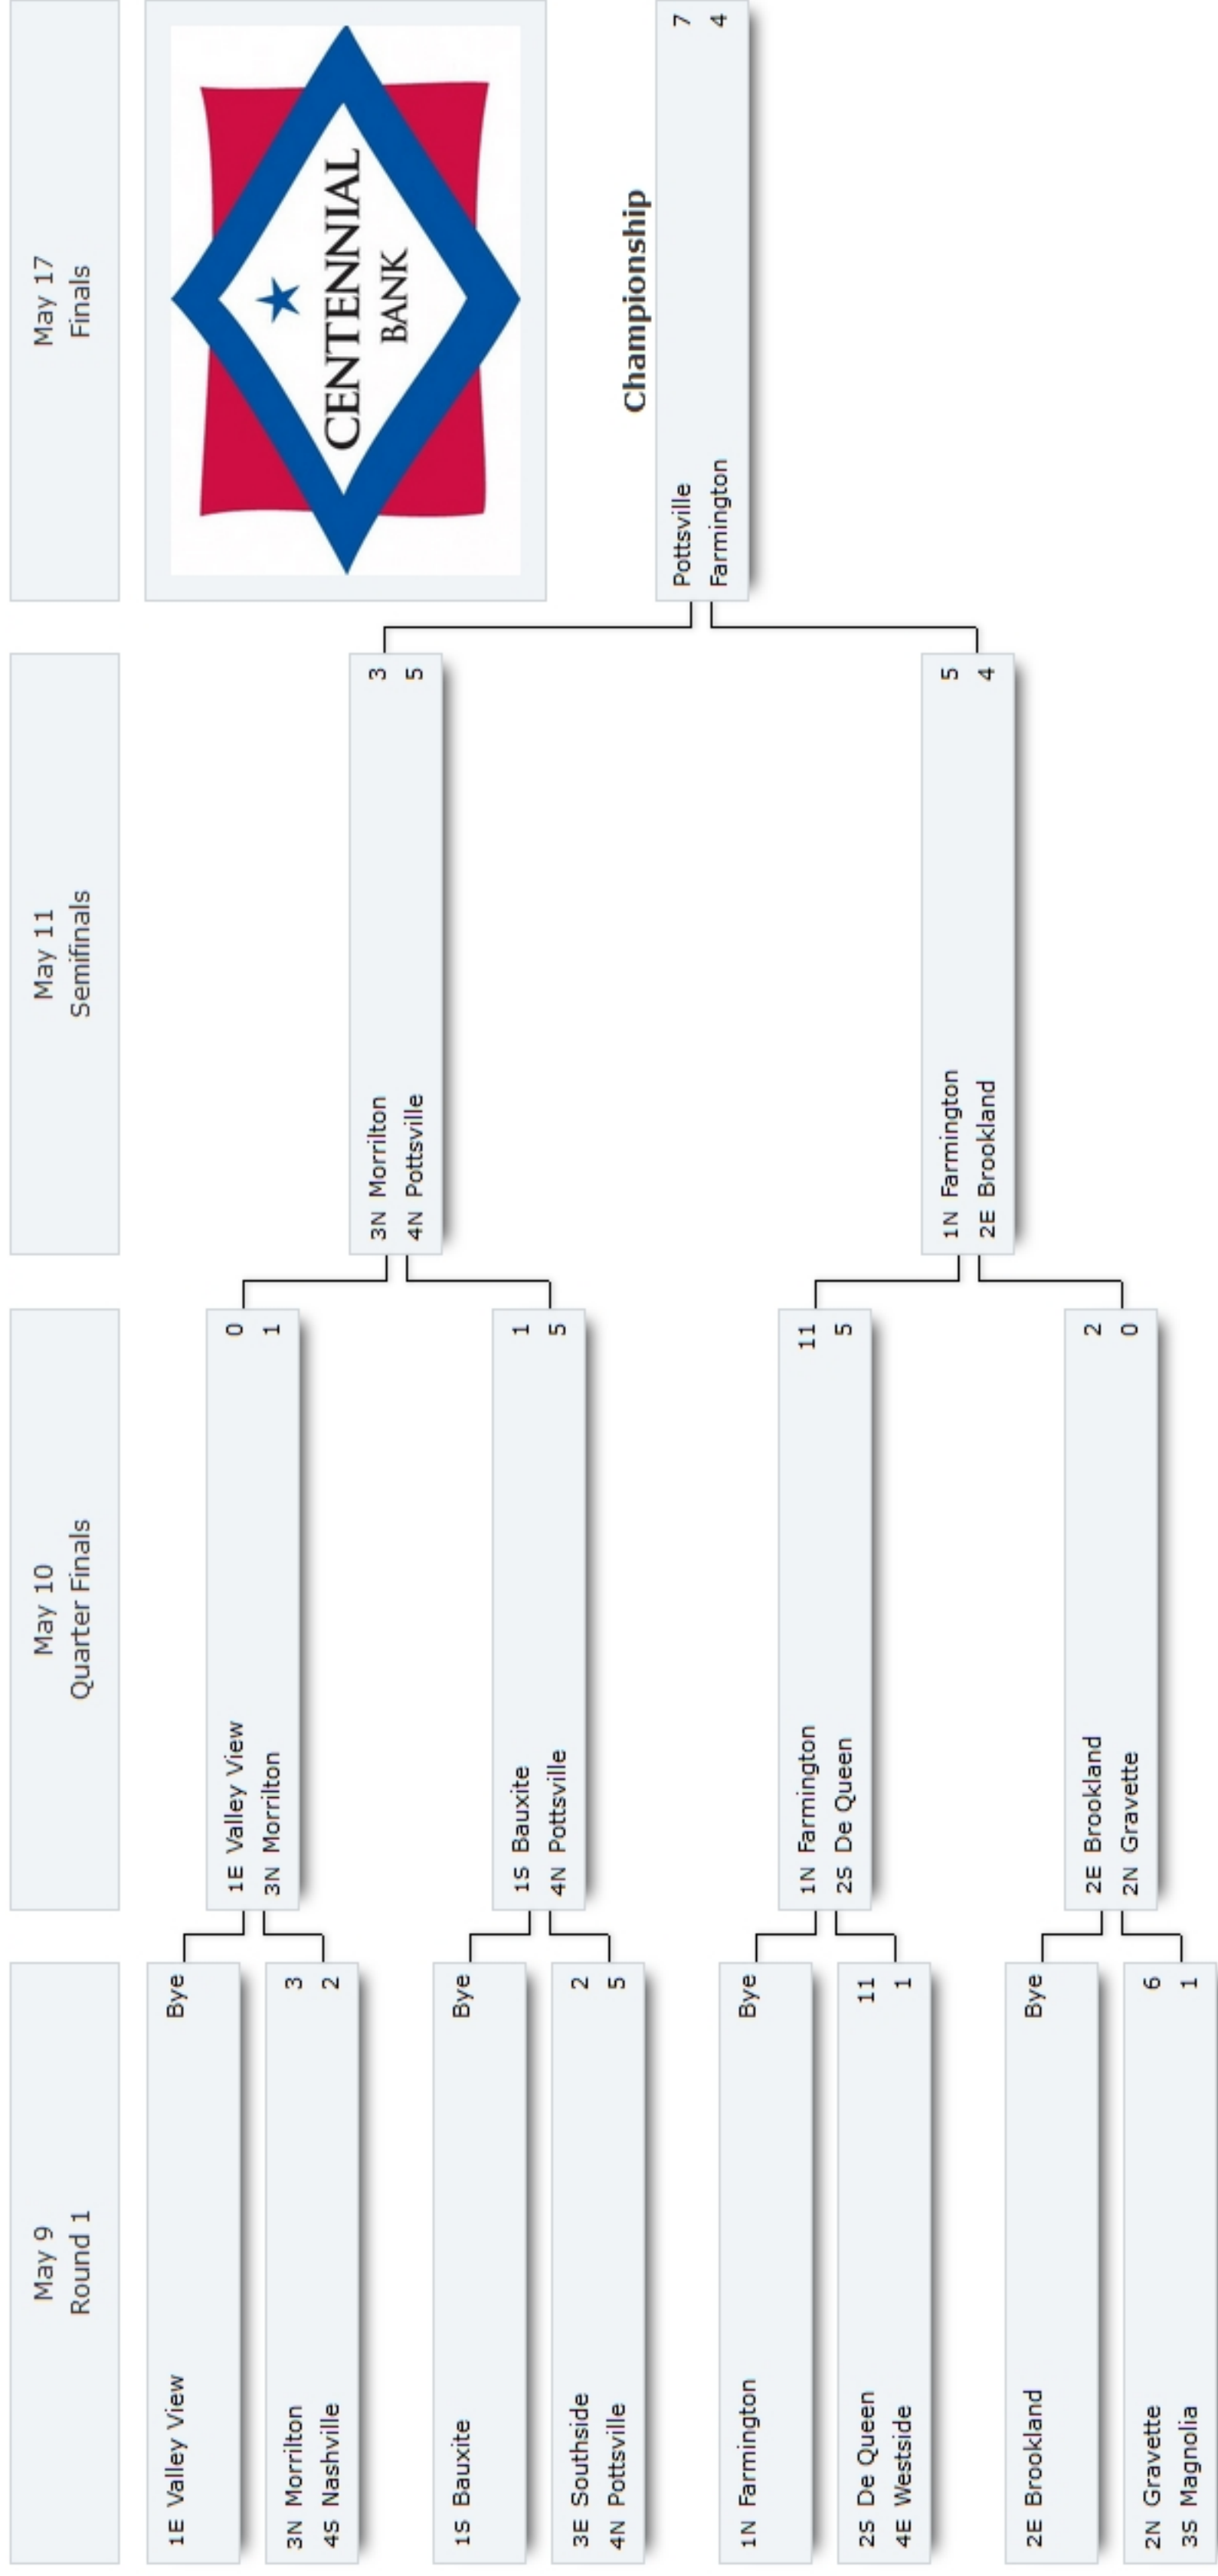 May 9
Round 1
May 10
Quarter Finals
May 11
Semifinals
May 17
Finals
1E Valley View Bye
3N Morrilton 3
4S Nashville 2
1S Bauxite Bye
3E Southside 2
4N Pottsville 5
1N Farmington Bye
2S De Queen 11
4E Westside 1
2E Brookland Bye
2N Gravette 6
3S Magnolia 1
1E Valley View 0
3N Morrilton 1
1S Bauxite 1
4N Pottsville 5
1N Farmington 11
2S De Queen 5
2E Brookland 2
2N Gravette 0
3N Morrilton 3
4N Pottsville 5
1N Farmington 5
2E Brookland 4
CENTENNIAL
BANK
Championship
Pottsville 7
Farmington 4